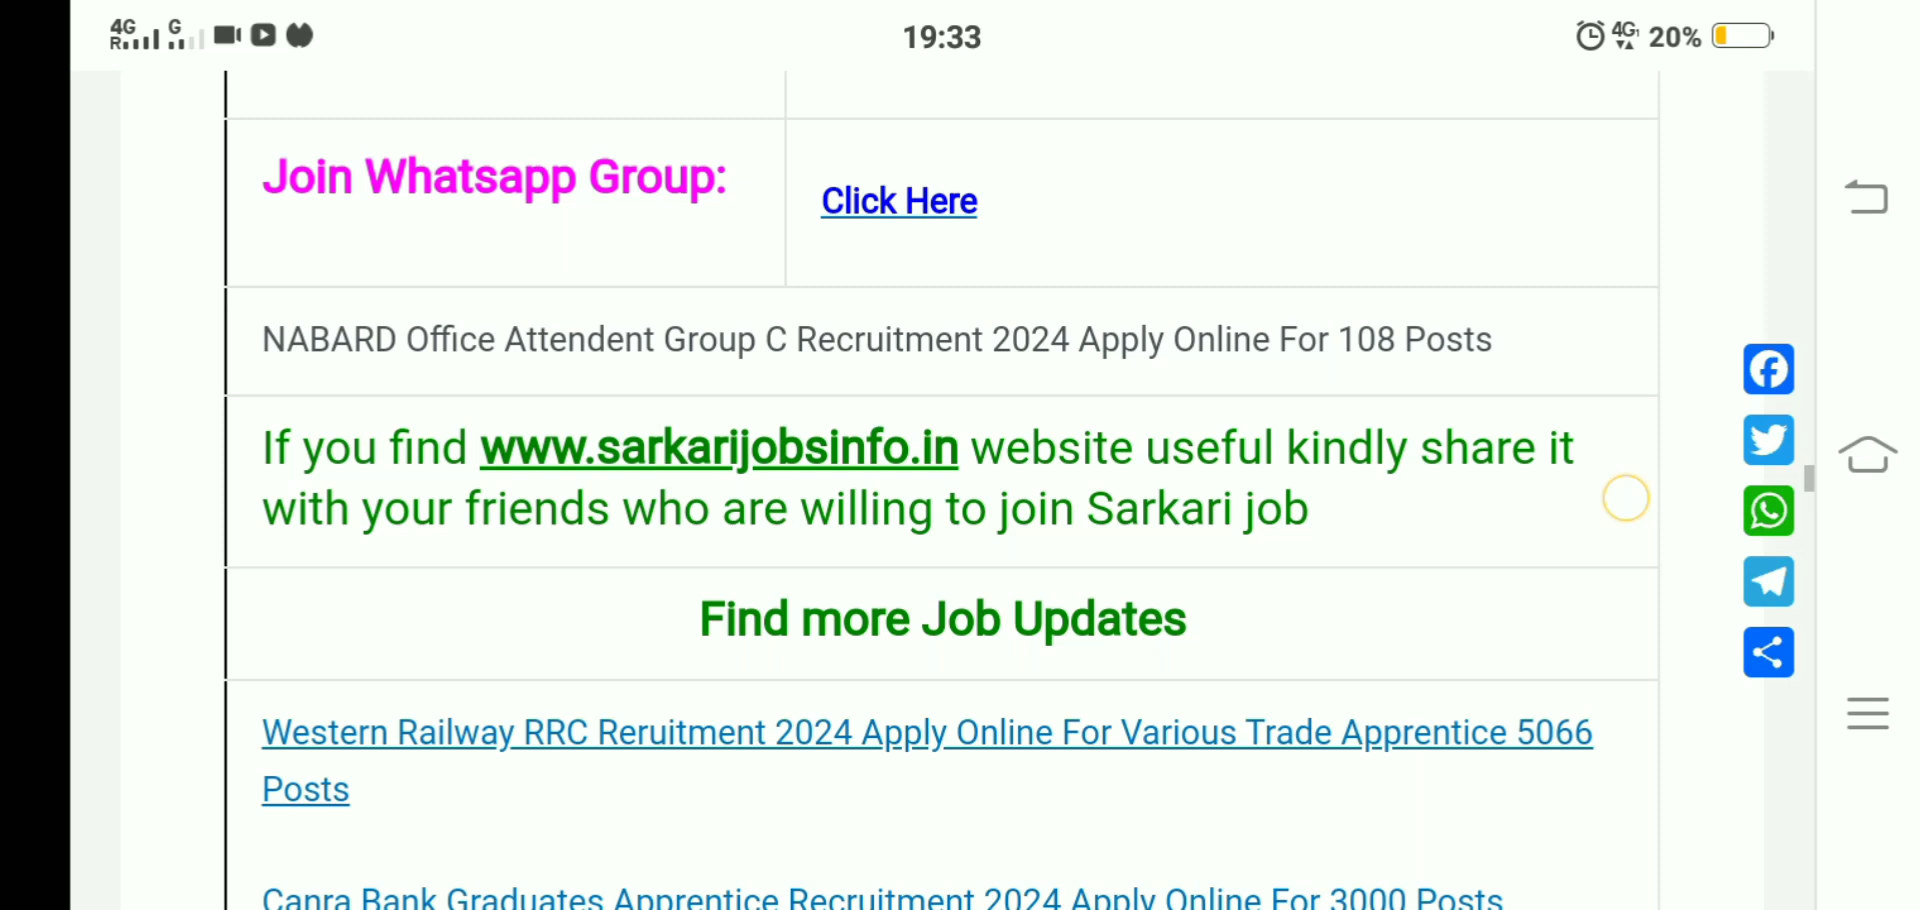 4G R G 19:33 4G 20%
Join Whatsapp Group:
Click Here
NABARD Office Attendent Group C Recruitment 2024 Apply Online For 108 Posts
If you find www.sarkarijobsinfo.in website useful kindly share it
with your friends who are willing to join Sarkari job
Find more Job Updates
Western Railway RRC Reruitment 2024 Apply Online For Various Trade Apprentice 5066
Posts
Canra Bank Graduates Apprentice Recruitment 2024 Apply Online For 3000 Posts